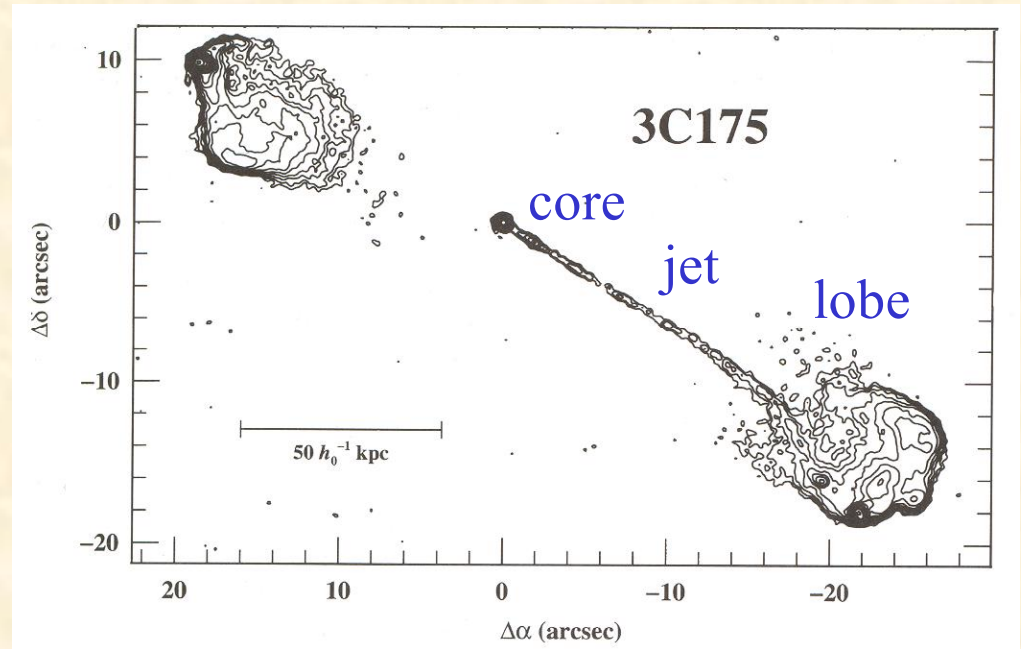 3C175
core
jet
lobe
10
0
−10
−20
Δδ (arcsec)
50 h₀⁻¹ kpc
20 10 0 −10 −20
Δα (arcsec)